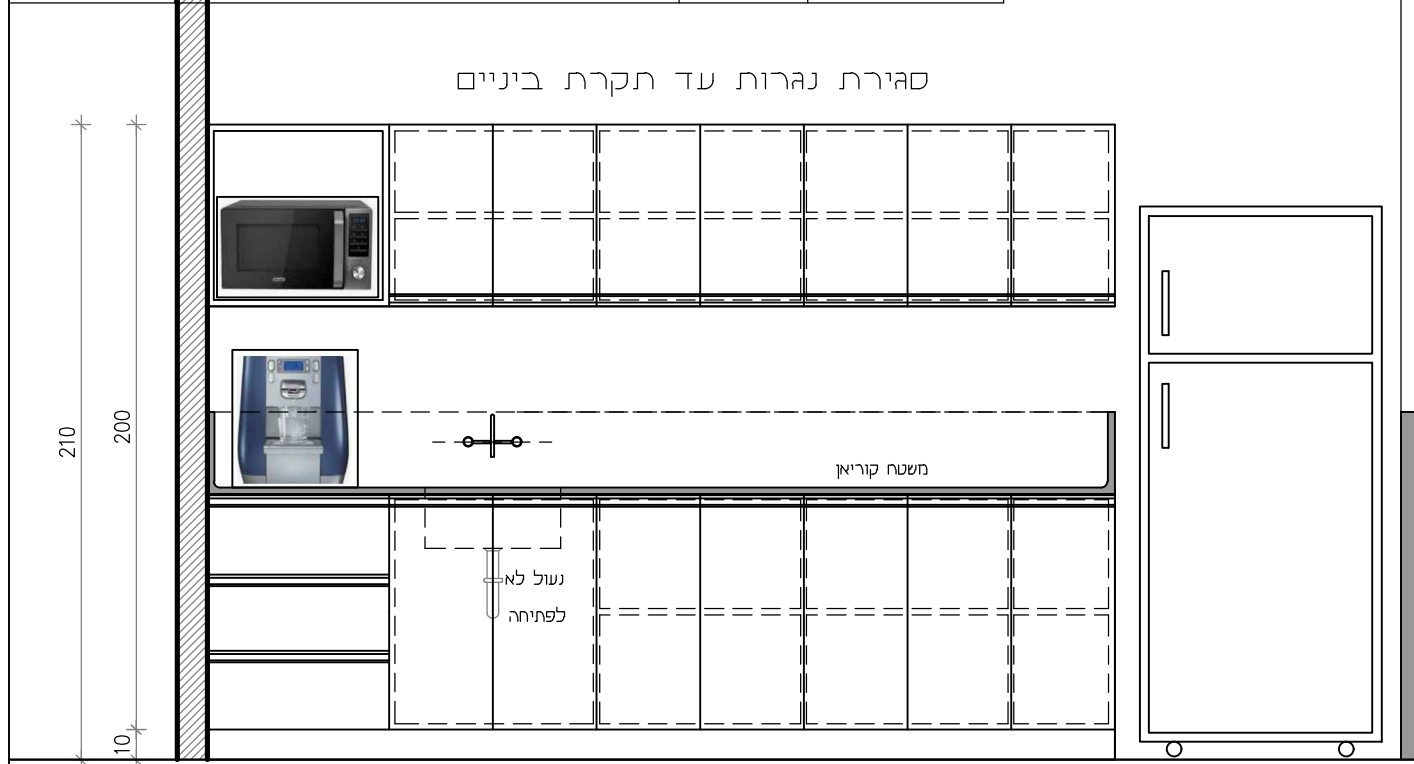 סגירת נגרות עד תקרת ביניים
210
200
משטח קוריאן
נעול לא
לפתיחה
10